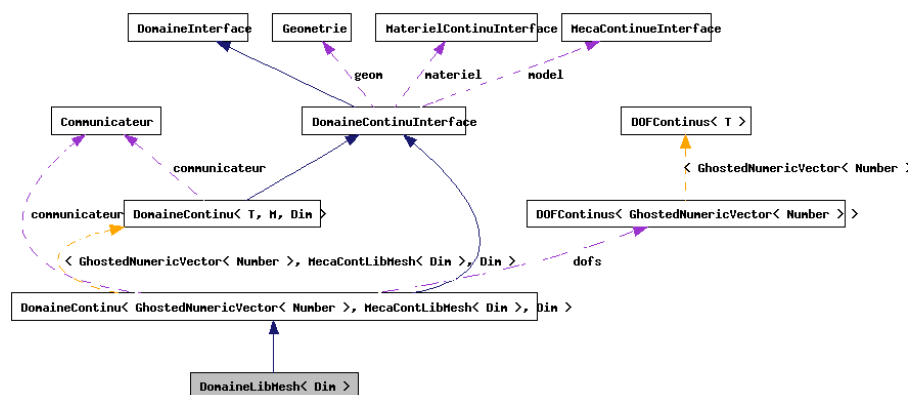 DomaineInterface
Geometrie
MaterielContinuInterface
MecaContinueInterface
geom
materiel
model
Communicateur
DomaineContinuInterface
DOFContinus< T >
communicateur
< GhostedNumericVector< Number >
communicateur
DomaineContinu< T, M, Dim >
DOFContinus< GhostedNumericVector< Number > >
< GhostedNumericVector< Number >, MecaContLibMesh< Dim >, Dim >
dofs
DomaineContinu< GhostedNumericVector< Number >, MecaContLibMesh< Dim >, Dim >
DomaineLibMesh< Dim >